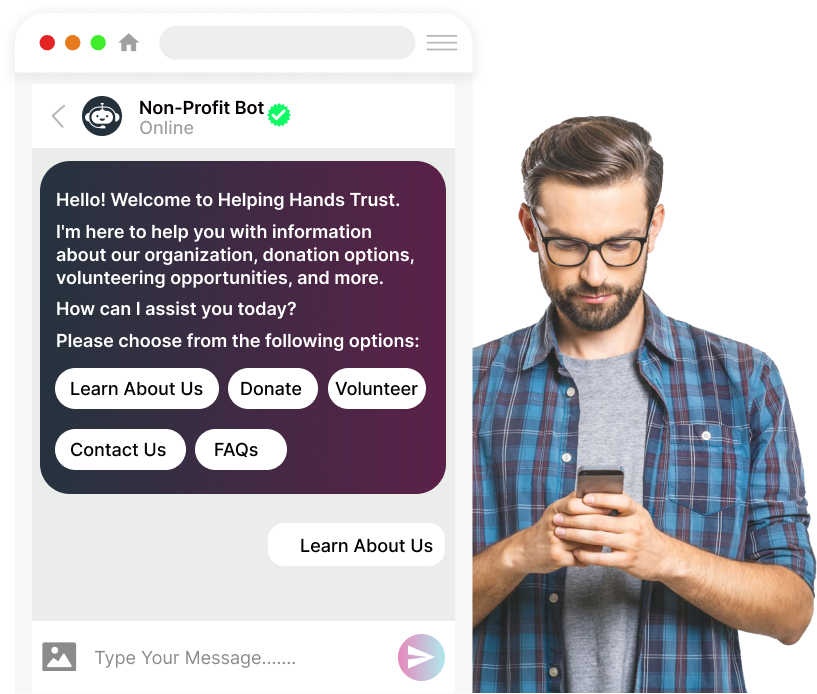 Non-Profit Bot
Online
Hello! Welcome to Helping Hands Trust.
I'm here to help you with information
about our organization, donation options,
volunteering opportunities, and more.
How can I assist you today?
Please choose from the following options:
Learn About Us Donate Volunteer
Contact Us FAQs
Learn About Us
Type Your Message.......